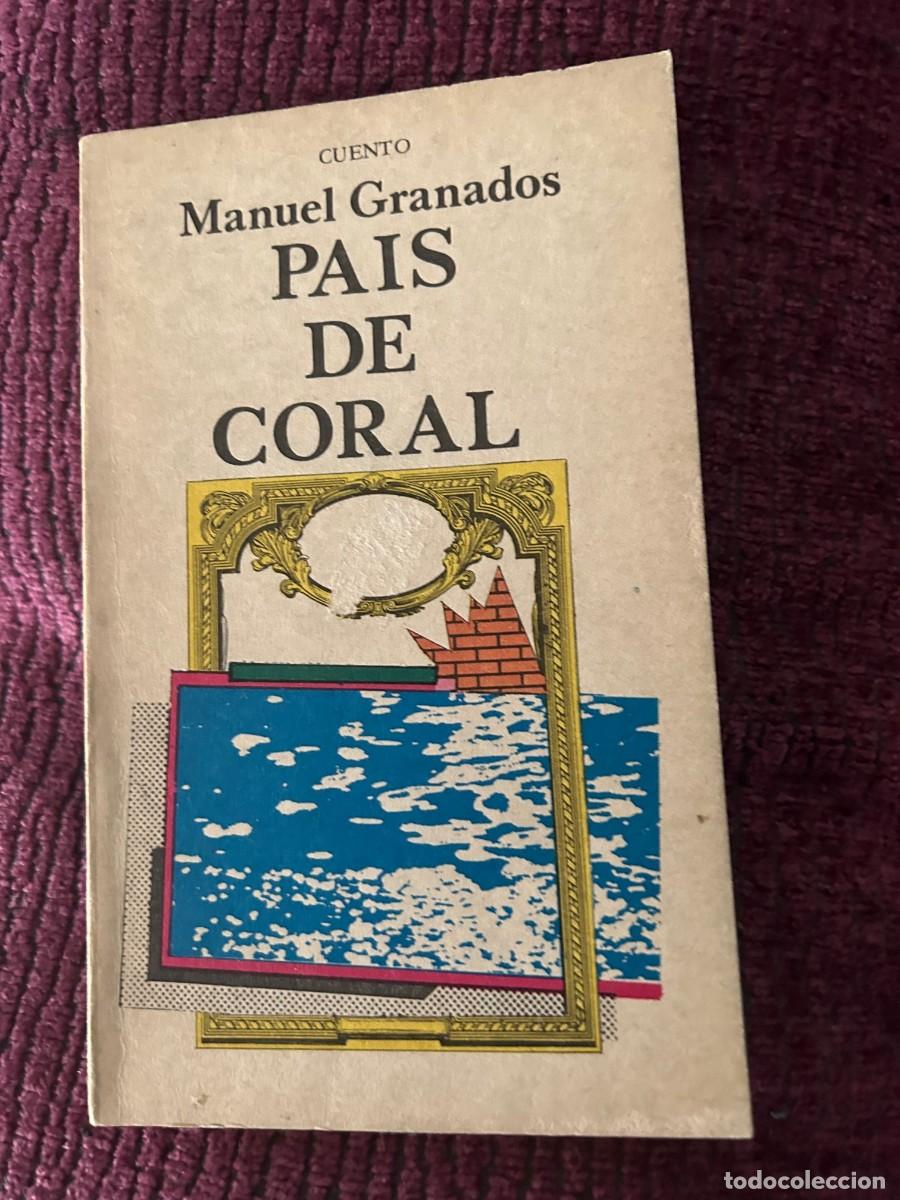 CUENTO
Manuel Granados
PAIS
DE
CORAL
todocoleccion